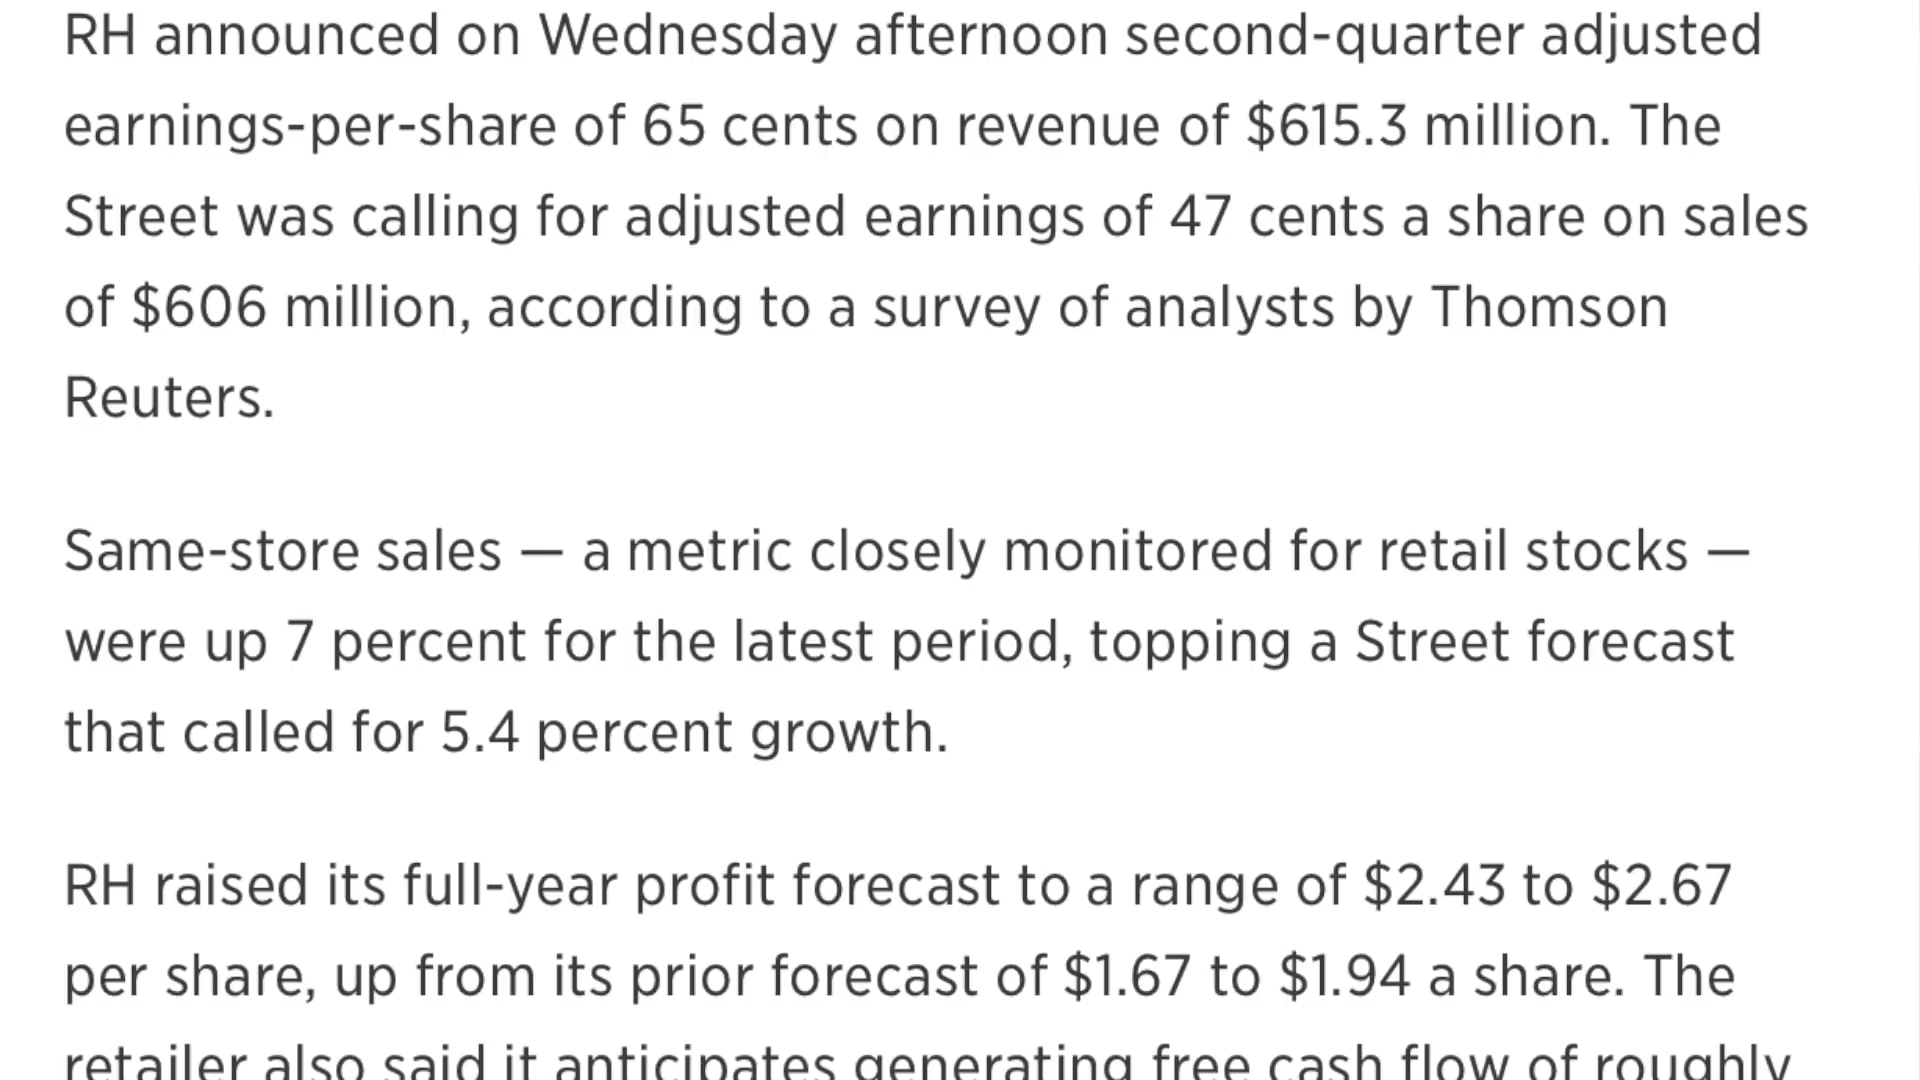 RH announced on Wednesday afternoon second-quarter adjusted
earnings-per-share of 65 cents on revenue of $615.3 million. The
Street was calling for adjusted earnings of 47 cents a share on sales
of $606 million, according to a survey of analysts by Thomson
Reuters.
Same-store sales — a metric closely monitored for retail stocks —
were up 7 percent for the latest period, topping a Street forecast
that called for 5.4 percent growth.
RH raised its full-year profit forecast to a range of $2.43 to $2.67
per share, up from its prior forecast of $1.67 to $1.94 a share. The
retailer also said it anticipates generating free cash flow of roughly